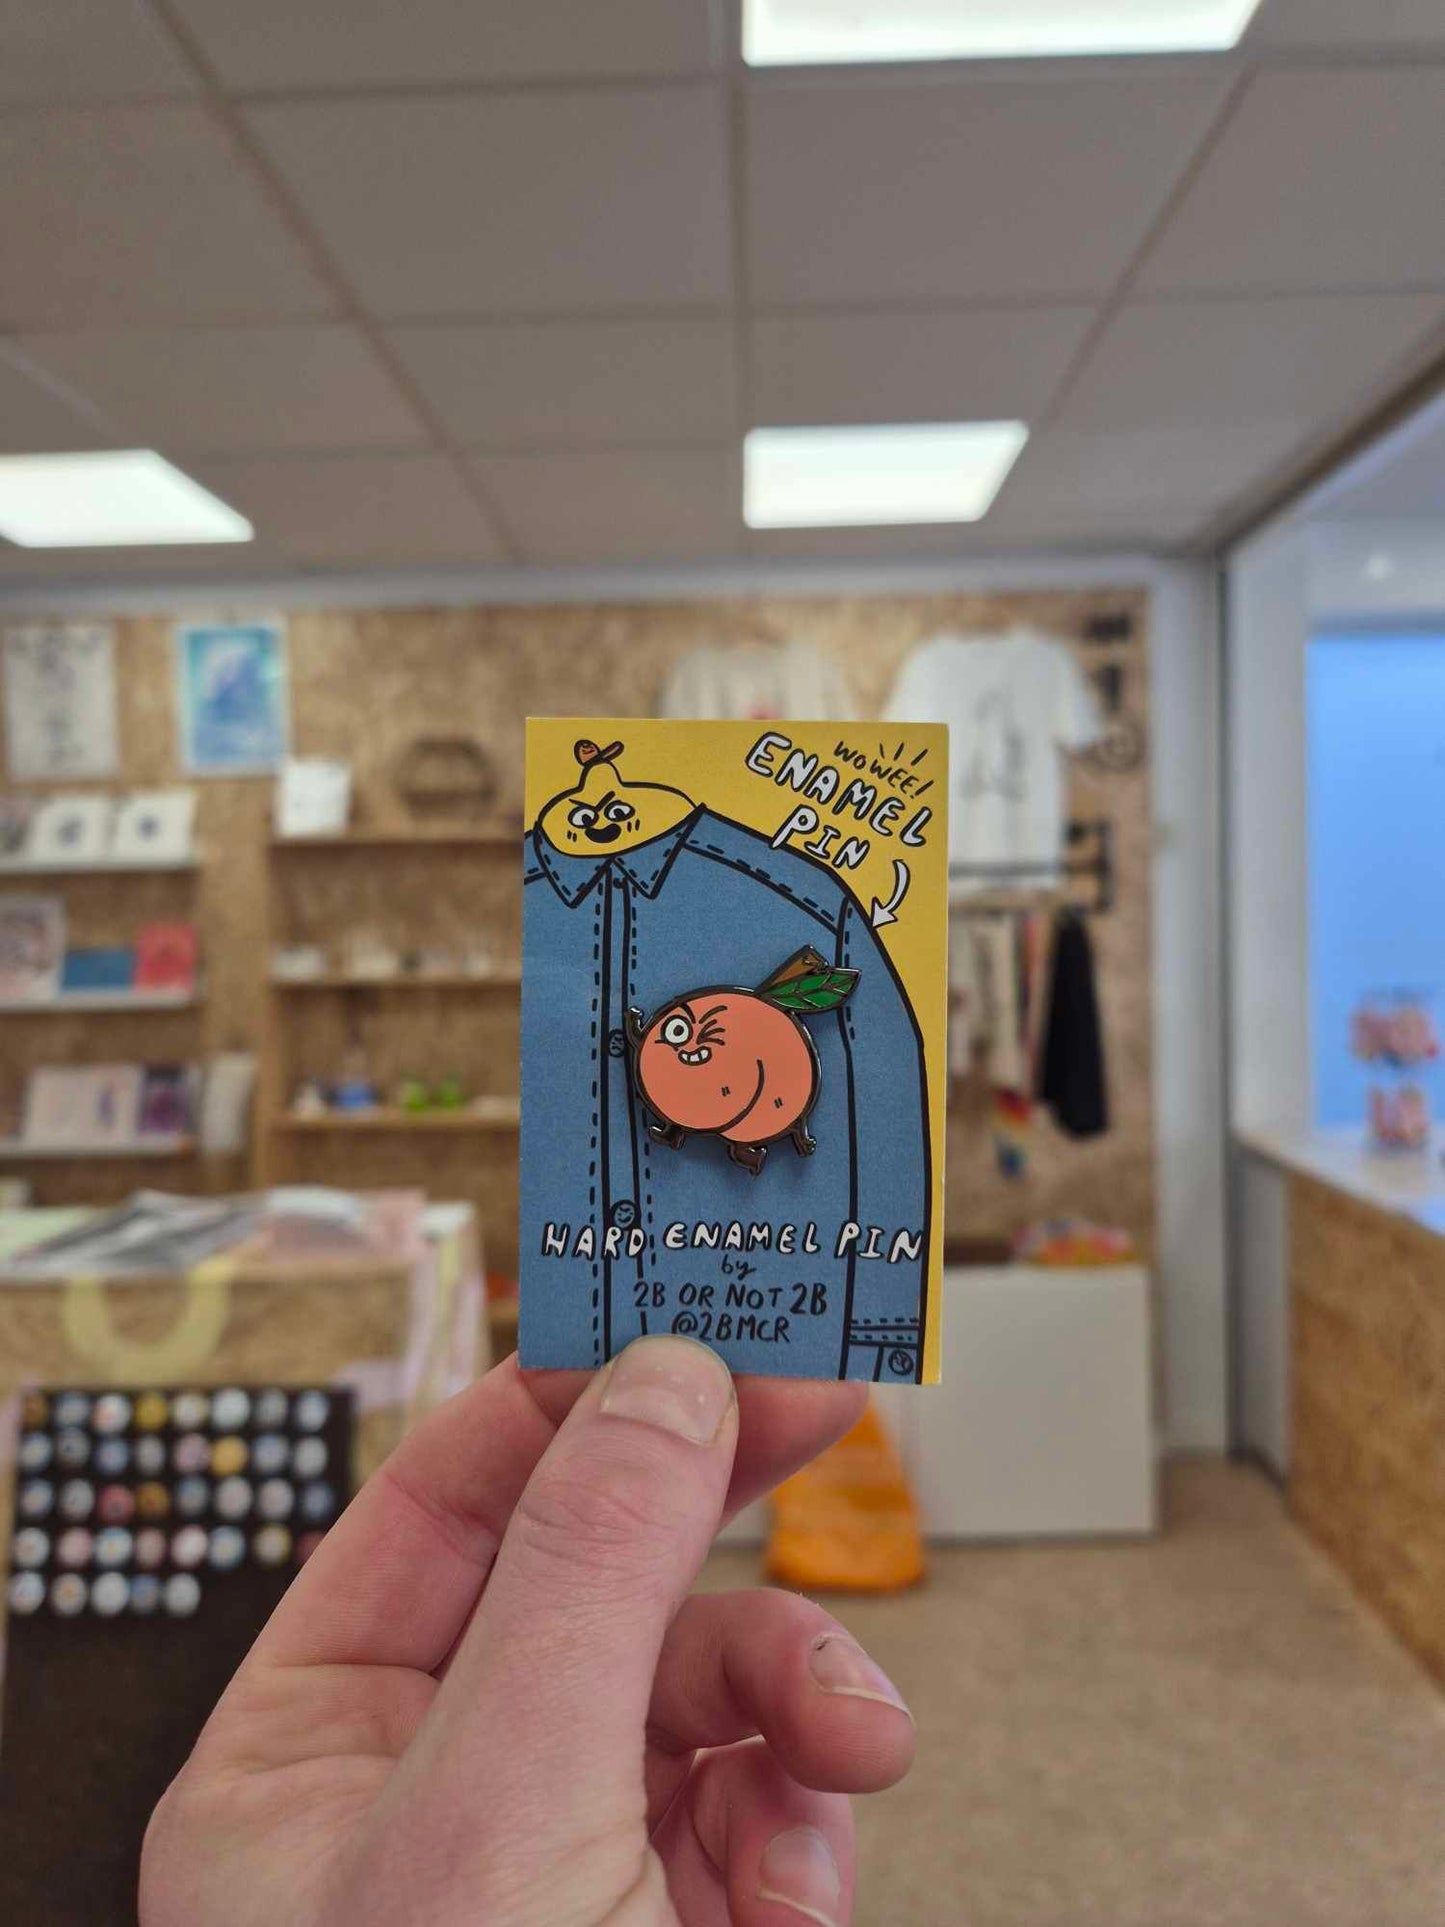 WOWEE!
ENAMEL
PIN
HARD ENAMEL PIN
by
2B OR NOT 2B
@2BMCR